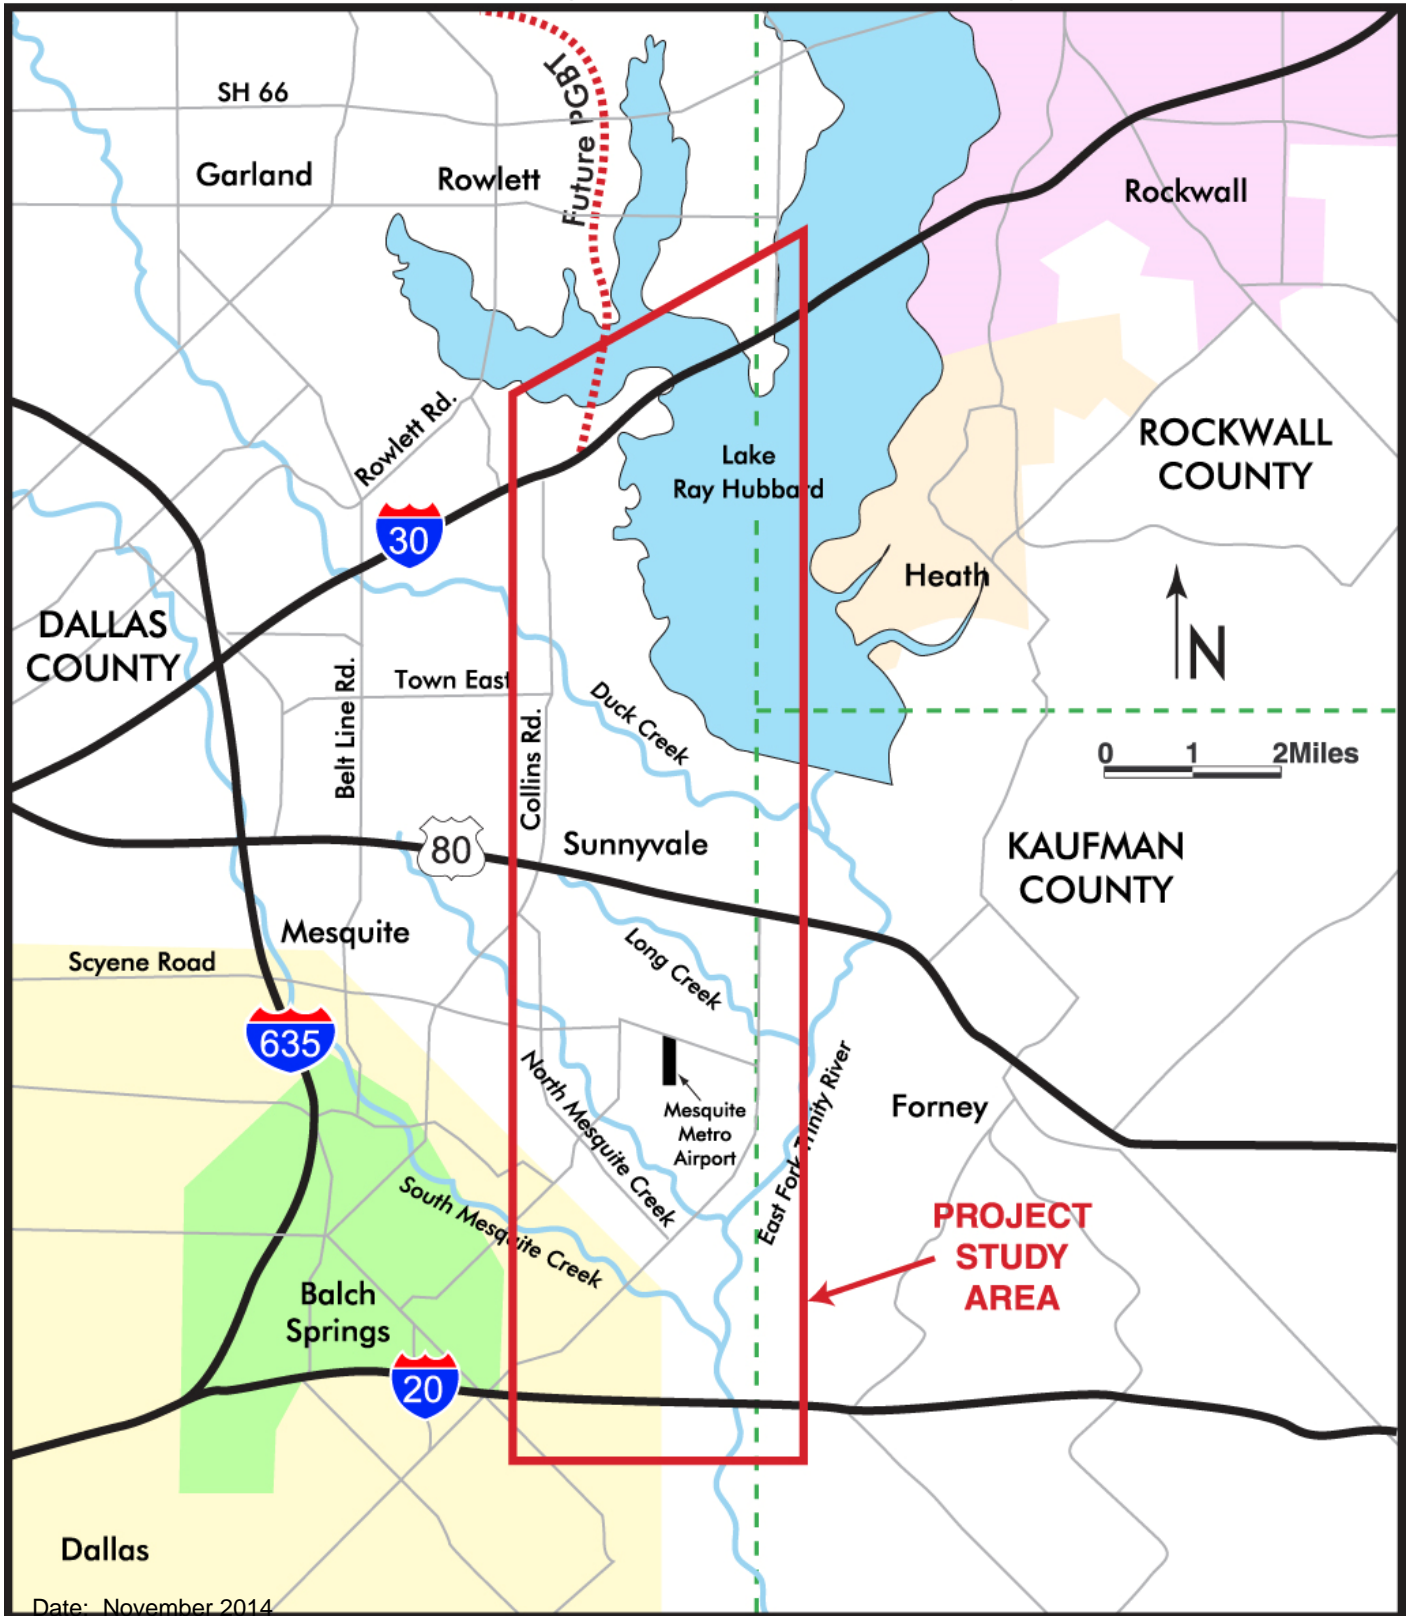 SH 66
Future PGBT
Garland
Rowlett
Rockwall
Rowlett Rd.
ROCKWALL
COUNTY
Lake
Ray Hubbard
30
Heath
DALLAS
COUNTY
N
Town East
Belt Line Rd.
Collins Rd.
Duck Creek
0 1 2Miles
80
Sunnyvale
KAUFMAN
COUNTY
Mesquite
Scyene Road
Long Creek
635
North Mesquite Creek
Mesquite
Metro
Airport
East Fork Trinity River
Forney
South Mesquite Creek
PROJECT
STUDY
AREA
Balch
Springs
20
Dallas
Date: November 2014